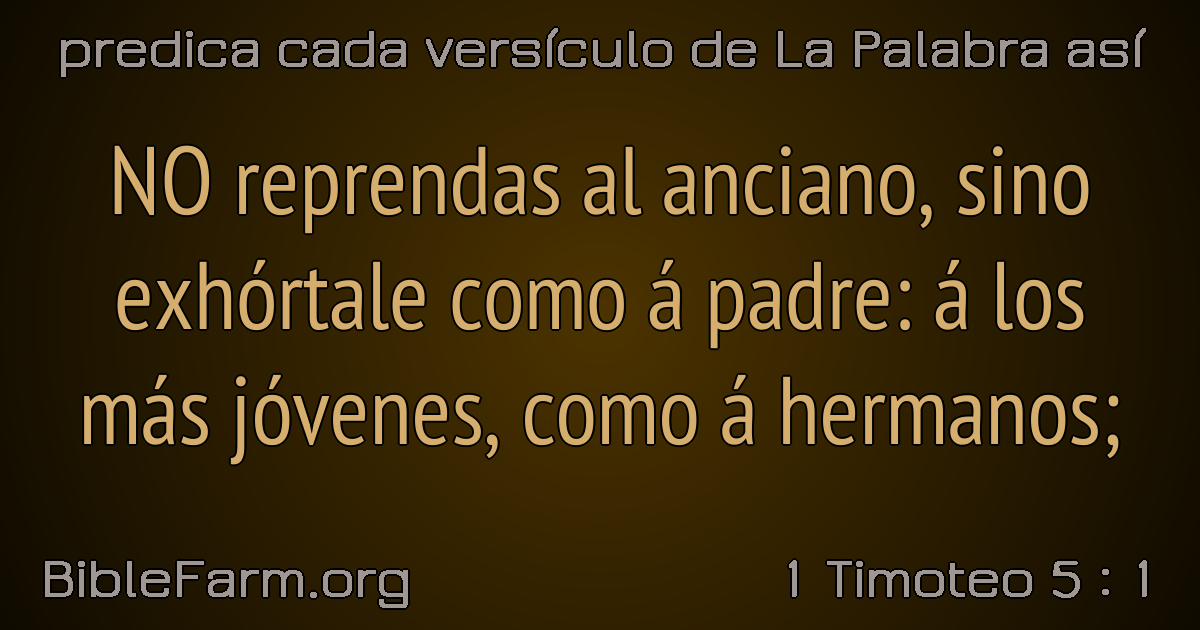 predica cada versículo de La Palabra así
NO reprendas al anciano, sino
exhórtale como á padre: á los
más jóvenes, como á hermanos;
BibleFarm.org
1 Timoteo 5 : 1